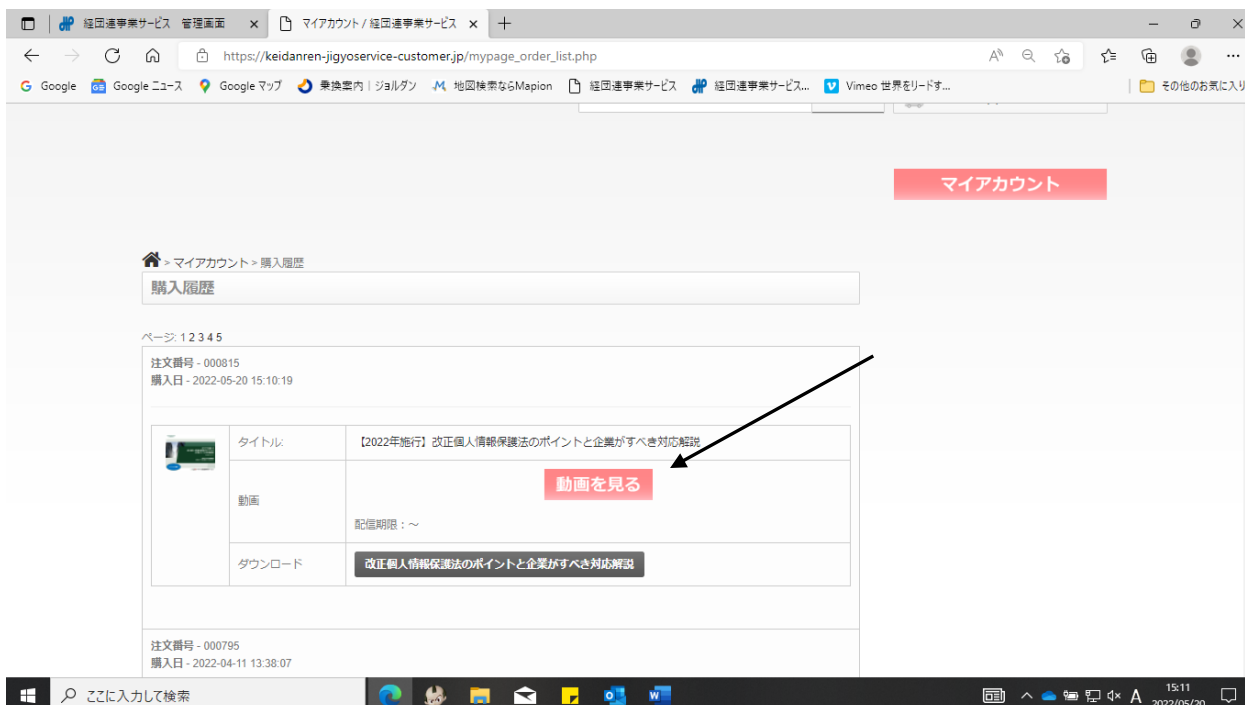 経団連事業サービス 管理画面
マイアカウント / 経団連事業サービス
https://keidanren-jigyoservice-customer.jp/mypage_order_list.php
Google
Google ニュース
Google マップ
乗換案内｜ジョルダン
地図検索ならMapion
経団連事業サービス
経団連事業サービス...
Vimeo 世界をリードす...
その他のお気に入り
マイアカウント
> マイアカウント > 購入履歴
購入履歴
ページ: 1 2 3 4 5
注文番号 - 000815
購入日 - 2022-05-20 15:10:19
タイトル:
【2022年施行】改正個人情報保護法のポイントと企業がすべき対応解説
動画を見る
動画
配信期限：～
ダウンロード
改正個人情報保護法のポイントと企業がすべき対応解説
注文番号 - 000795
購入日 - 2022-04-11 13:38:07
ここに入力して検索
A
15:11
2022/05/20